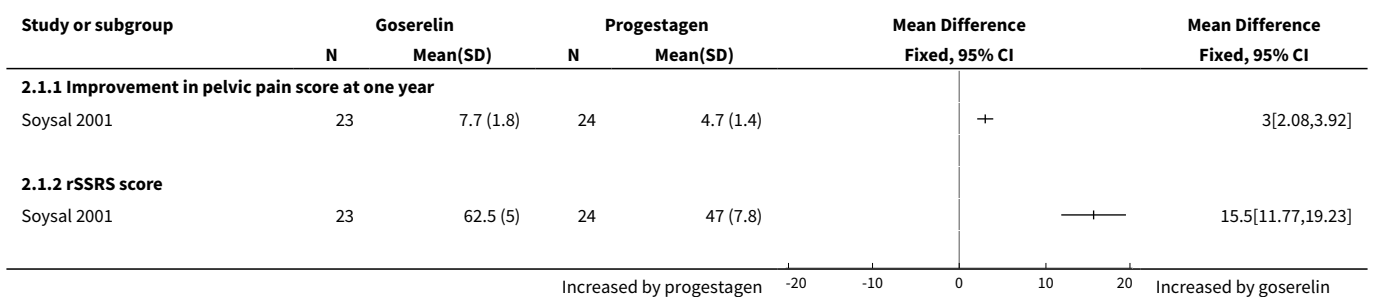 Study or subgroup Goserelin Progestagen Mean Difference Mean Difference
N Mean(SD) N Mean(SD) Fixed, 95% CI Fixed, 95% CI
2.1.1 Improvement in pelvic pain score at one year
Soysal 2001 23 7.7 (1.8) 24 4.7 (1.4) 3[2.08,3.92]
2.1.2 rSSRS score
Soysal 2001 23 62.5 (5) 24 47 (7.8) 15.5[11.77,19.23]
Increased by progestagen -20 -10 0 10 20 Increased by goserelin